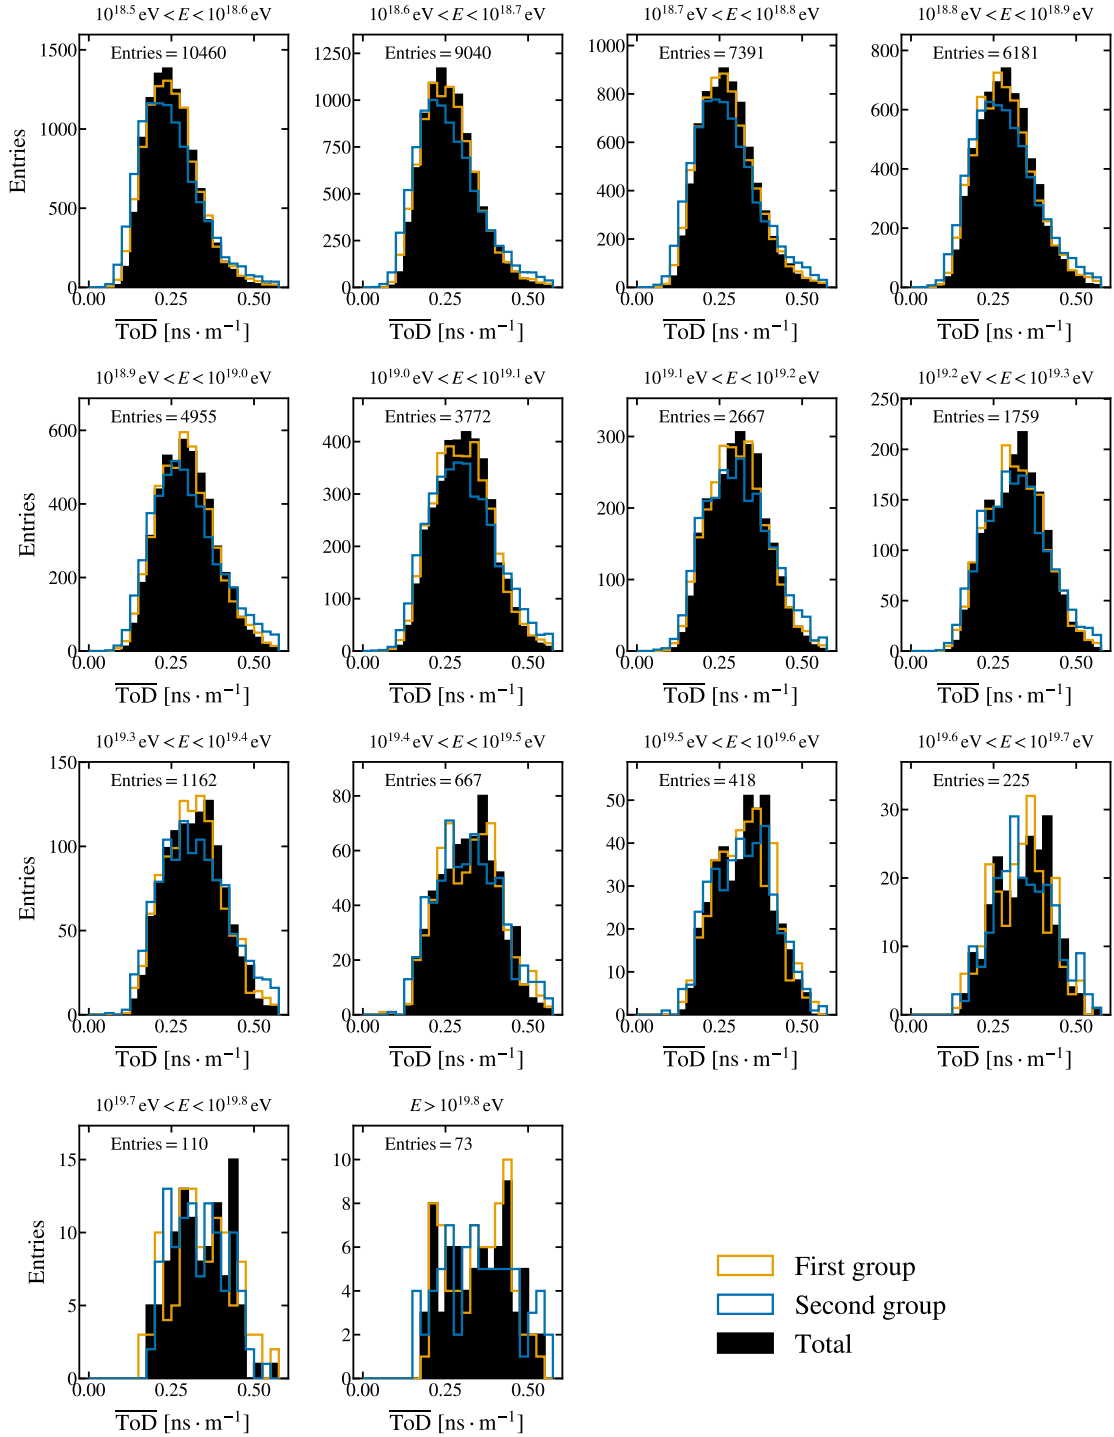 10^18.5 eV < E < 10^18.6 eV
Entries = 10460
1500
1000
500
0
Entries
0.00 0.25 0.50
ToD [ns · m⁻¹]
10^18.6 eV < E < 10^18.7 eV
Entries = 9040
1250
1000
750
500
250
0
0.00 0.25 0.50
ToD [ns · m⁻¹]
10^18.7 eV < E < 10^18.8 eV
Entries = 7391
1000
800
600
400
200
0
0.00 0.25 0.50
ToD [ns · m⁻¹]
10^18.8 eV < E < 10^18.9 eV
Entries = 6181
800
600
400
200
0
0.00 0.25 0.50
ToD [ns · m⁻¹]
10^18.9 eV < E < 10^19.0 eV
Entries = 4955
600
400
200
0
Entries
0.00 0.25 0.50
ToD [ns · m⁻¹]
10^19.0 eV < E < 10^19.1 eV
Entries = 3772
400
300
200
100
0
0.00 0.25 0.50
ToD [ns · m⁻¹]
10^19.1 eV < E < 10^19.2 eV
Entries = 2667
300
200
100
0
0.00 0.25 0.50
ToD [ns · m⁻¹]
10^19.2 eV < E < 10^19.3 eV
Entries = 1759
250
200
150
100
50
0
0.00 0.25 0.50
ToD [ns · m⁻¹]
10^19.3 eV < E < 10^19.4 eV
Entries = 1162
150
100
50
0
Entries
0.00 0.25 0.50
ToD [ns · m⁻¹]
10^19.4 eV < E < 10^19.5 eV
Entries = 667
80
60
40
20
0
0.00 0.25 0.50
ToD [ns · m⁻¹]
10^19.5 eV < E < 10^19.6 eV
Entries = 418
50
40
30
20
10
0
0.00 0.25 0.50
ToD [ns · m⁻¹]
10^19.6 eV < E < 10^19.7 eV
Entries = 225
30
20
10
0
0.00 0.25 0.50
ToD [ns · m⁻¹]
10^19.7 eV < E < 10^19.8 eV
Entries = 110
15
10
5
0
Entries
0.00 0.25 0.50
ToD [ns · m⁻¹]
E > 10^19.8 eV
Entries = 73
10
8
6
4
2
0
0.00 0.25 0.50
ToD [ns · m⁻¹]
First group
Second group
Total